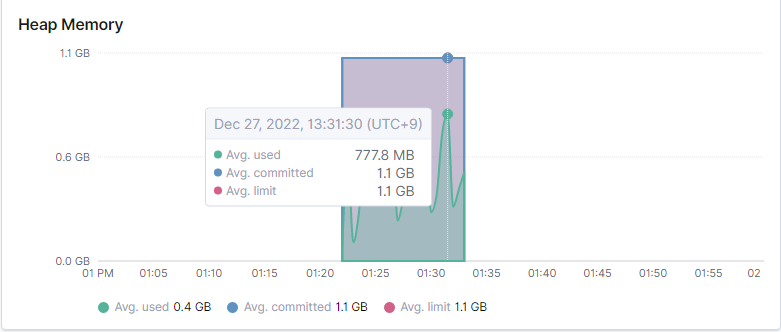 Heap Memory
1.1 GB
Dec 27, 2022, 13:31:30 (UTC+9)
Avg. used 777.8 MB
0.6 GB
Avg. committed 1.1 GB
Avg. limit 1.1 GB
0.0 GB
01 PM 01:05 01:10 01:15 01:20 01:25 01:30 01:35 01:40 01:45 01:50 01:55 02
Avg. used 0.4 GB Avg. committed 1.1 GB Avg. limit 1.1 GB